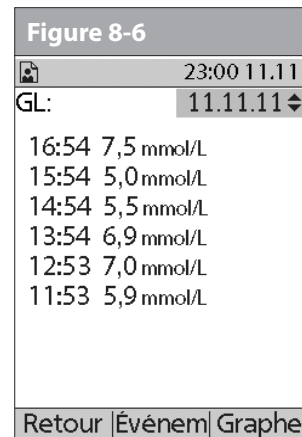 Figure 8-6
23:00 11.11
GL: 11.11.11
16:54 7,5 mmol/L
15:54 5,0 mmol/L
14:54 5,5 mmol/L
13:54 6,9 mmol/L
12:53 7,0 mmol/L
11:53 5,9 mmol/L
Retour Événem Graphe